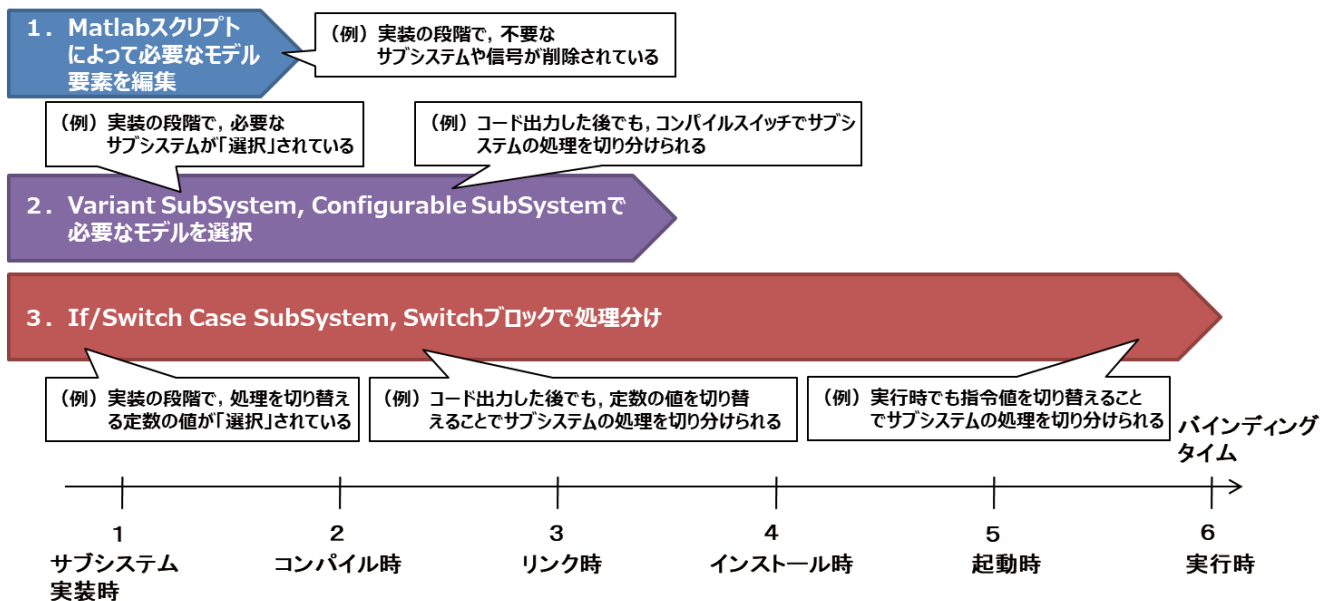 1．Matlabスクリプト
によって必要なモデル
要素を編集
（例）実装の段階で，不要な
サブシステムや信号が削除されている
（例）実装の段階で，必要な
サブシステムが「選択」されている
（例）コード出力した後でも，コンパイルスイッチでサブシ
ステムの処理を切り分けられる
2．Variant SubSystem, Configurable SubSystemで
必要なモデルを選択
3．If/Switch Case SubSystem, Switchブロックで処理分け
（例）実装の段階で，処理を切り替え
る定数の値が「選択」されている
（例）コード出力した後でも，定数の値を切り替
えることでサブシステムの処理を切り分けられる
（例）実行時でも指令値を切り替えること
でサブシステムの処理を切り分けられる
バインディング
タイム
1
2
3
4
5
6
サブシステム
実装時
コンパイル時
リンク時
インストール時
起動時
実行時